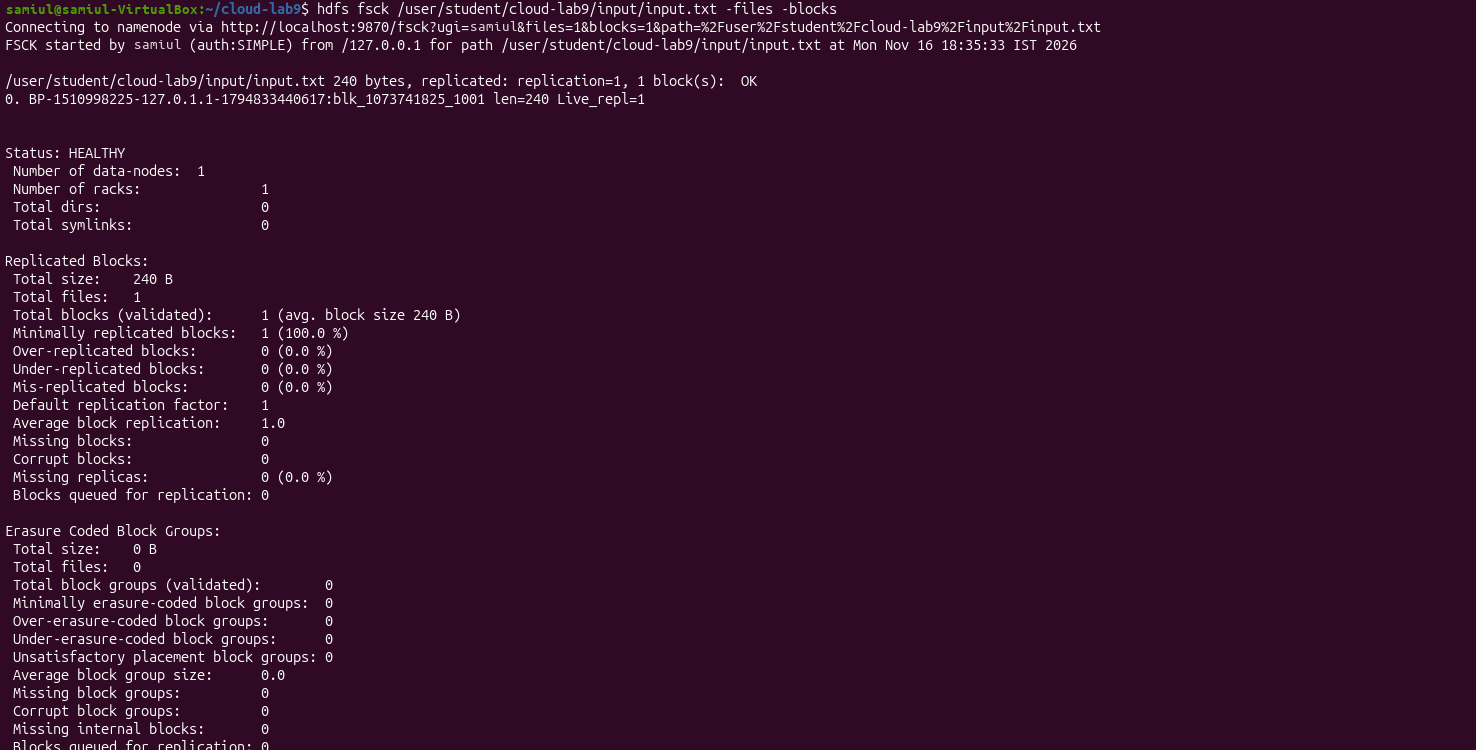 samiul@samiul-VirtualBox:~/cloud-lab9$ hdfs fsck /user/student/cloud-lab9/input/input.txt -files -blocks
Connecting to namenode via http://localhost:9870/fsck?ugi=samiul&files=1&blocks=1&path=%2Fuser%2Fstudent%2Fcloud-lab9%2Finput%2Finput.txt
FSCK started by samiul (auth:SIMPLE) from /127.0.0.1 for path /user/student/cloud-lab9/input/input.txt at Mon Nov 16 18:35:33 IST 2026
/user/student/cloud-lab9/input/input.txt 240 bytes, replicated: replication=1, 1 block(s):  OK
0. BP-1510998225-127.0.1.1-1794833440617:blk_1073741825_1001 len=240 Live_repl=1
Status: HEALTHY
Number of data-nodes:  1
Number of racks:  1
Total dirs:  0
Total symlinks:  0
Replicated Blocks:
Total size:  240 B
Total files:  1
Total blocks (validated):  1 (avg. block size 240 B)
Minimally replicated blocks:  1 (100.0 %)
Over-replicated blocks:  0 (0.0 %)
Under-replicated blocks:  0 (0.0 %)
Mis-replicated blocks:  0 (0.0 %)
Default replication factor:  1
Average block replication:  1.0
Missing blocks:  0
Corrupt blocks:  0
Missing replicas:  0 (0.0 %)
Blocks queued for replication: 0
Erasure Coded Block Groups:
Total size:  0 B
Total files:  0
Total block groups (validated):  0
Minimally erasure-coded block groups:  0
Over-erasure-coded block groups:  0
Under-erasure-coded block groups:  0
Unsatisfactory placement block groups: 0
Average block group size:  0.0
Missing block groups:  0
Corrupt block groups:  0
Missing internal blocks:  0
Blocks queued for replication: 0